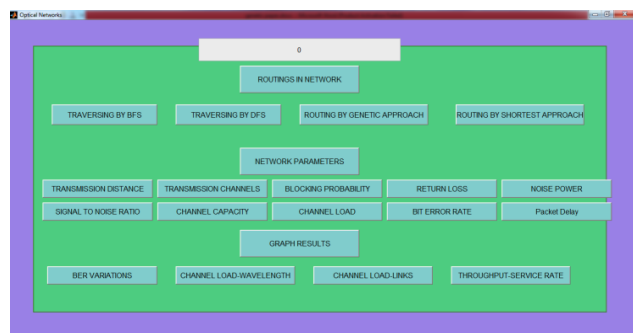 Optical Networks
0
ROUTINGS IN NETWORK
TRAVERSING BY BFS TRAVERSING BY DFS ROUTING BY GENETIC APPROACH ROUTING BY SHORTEST APPROACH
NETWORK PARAMETERS
TRANSMISSION DISTANCE TRANSMISSION CHANNELS BLOCKING PROBABILITY RETURN LOSS NOISE POWER
SIGNAL TO NOISE RATIO CHANNEL CAPACITY CHANNEL LOAD BIT ERROR RATE Packet Delay
GRAPH RESULTS
BER VARIATIONS CHANNEL LOAD-WAVELENGTH CHANNEL LOAD-LINKS THROUGHPUT-SERVICE RATE